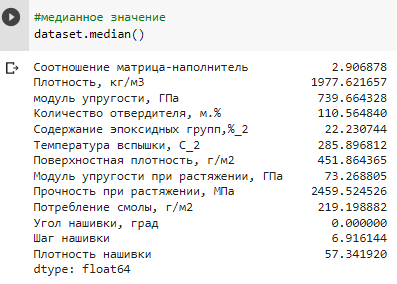 #медианное значение
dataset.median()
Соотношение матрица-наполнитель 2.906878
Плотность, кг/м3 1977.621657
модуль упругости, ГПа 739.664328
Количество отвердителя, м.% 110.564840
Содержание эпоксидных групп,%_2 22.230744
Температура вспышки, С_2 285.896812
Поверхностная плотность, г/м2 451.864365
Модуль упругости при растяжении, ГПа 73.268805
Прочность при растяжении, МПа 2459.524526
Потребление смолы, г/м2 219.198882
Угол нашивки, град 0.000000
Шаг нашивки 6.916144
Плотность нашивки 57.341920
dtype: float64